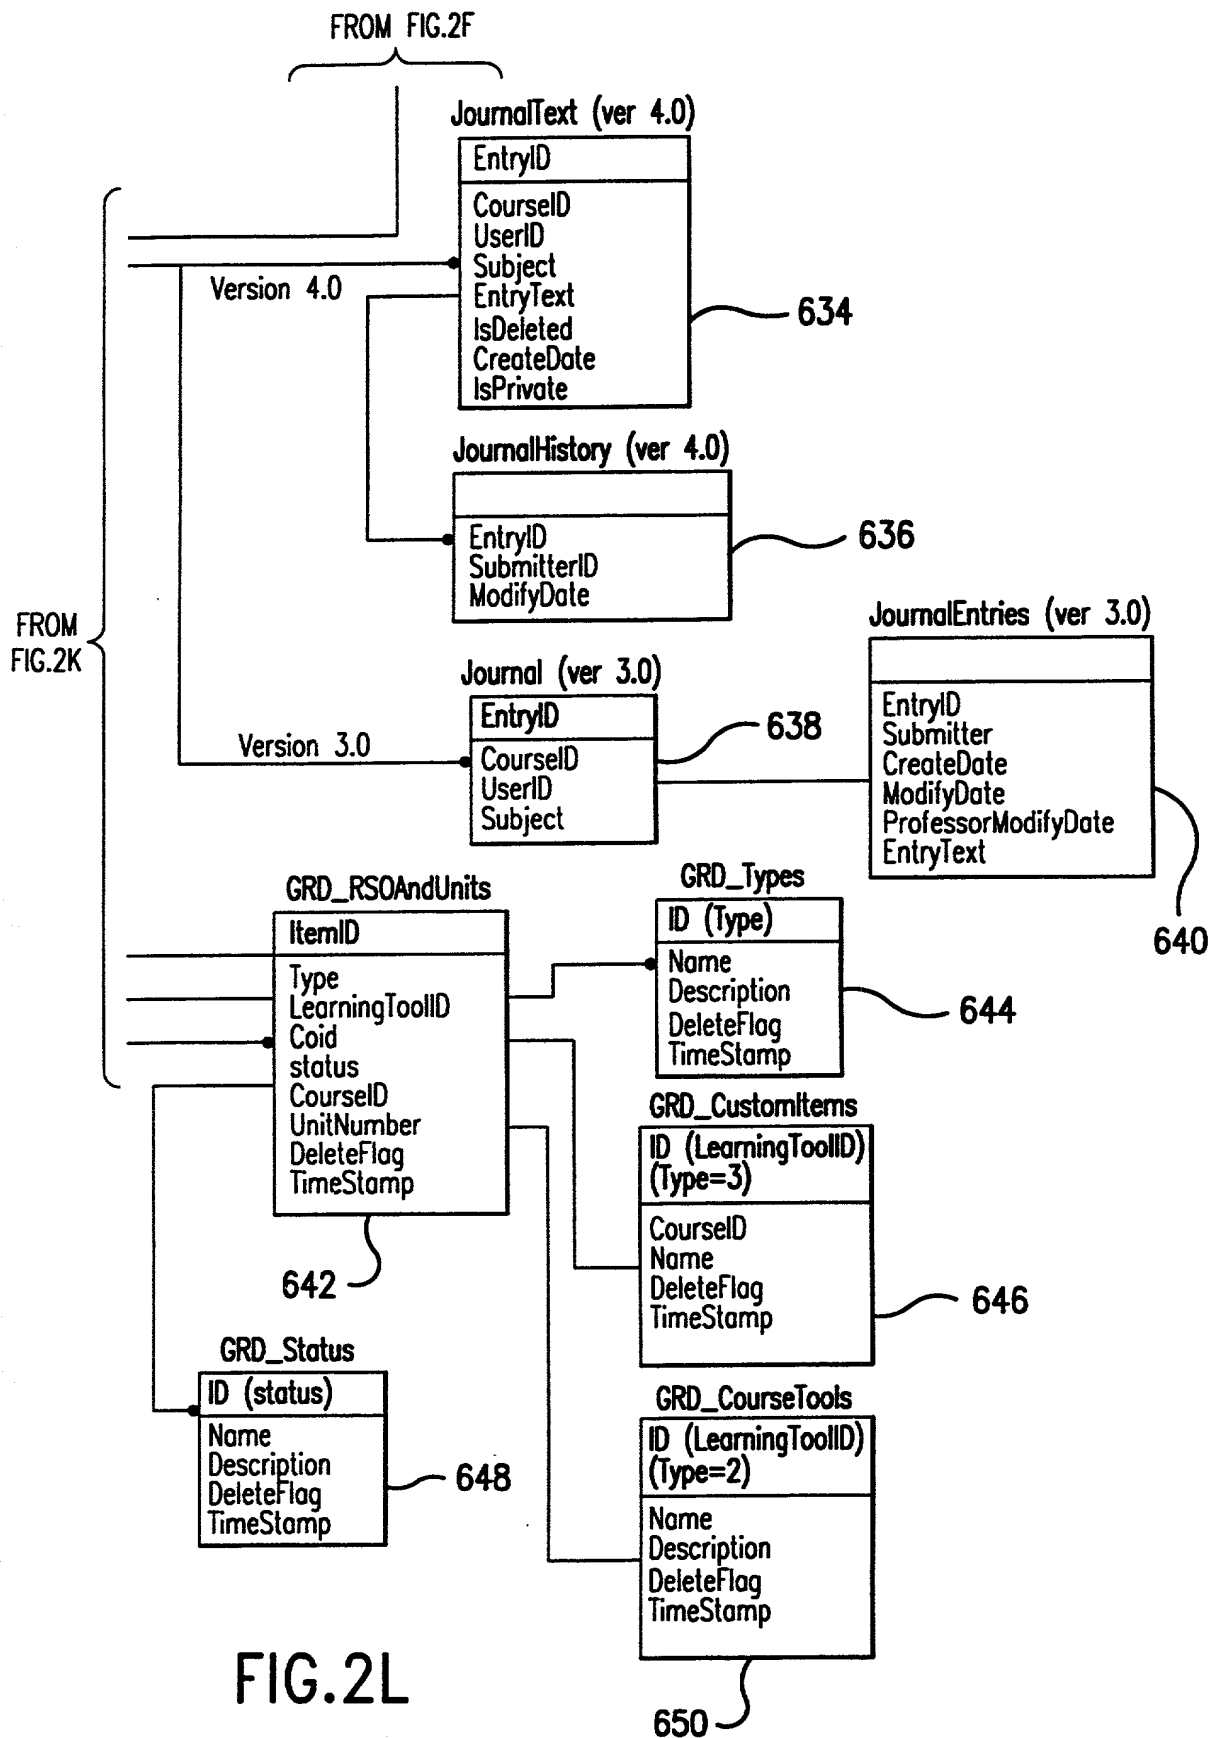 FROM FIG.2F
JournalText (ver 4.0)
EntryID
CourseID
UserID
Subject
EntryText
IsDeleted
CreateDate
IsPrivate
634
Version 4.0
JournalHistory (ver 4.0)
EntryID
SubmitterID
ModifyDate
636
FROM
FIG.2K
JournalEntries (ver 3.0)
EntryID
Submitter
CreateDate
ModifyDate
ProfessorModifyDate
EntryText
640
Journal (ver 3.0)
EntryID
CourseID
UserID
Subject
638
Version 3.0
GRD_RSOAndUnits
ItemID
Type
LearningToolID
Coid
status
CourseID
UnitNumber
DeleteFlag
TimeStamp
642
GRD_Types
ID (Type)
Name
Description
DeleteFlag
TimeStamp
644
GRD_CustomItems
ID (LearningToolID)
(Type=3)
CourseID
Name
DeleteFlag
TimeStamp
646
GRD_Status
ID (status)
Name
Description
DeleteFlag
TimeStamp
648
GRD_CourseTools
ID (LearningToolID)
(Type=2)
Name
Description
DeleteFlag
TimeStamp
650
FIG.2L